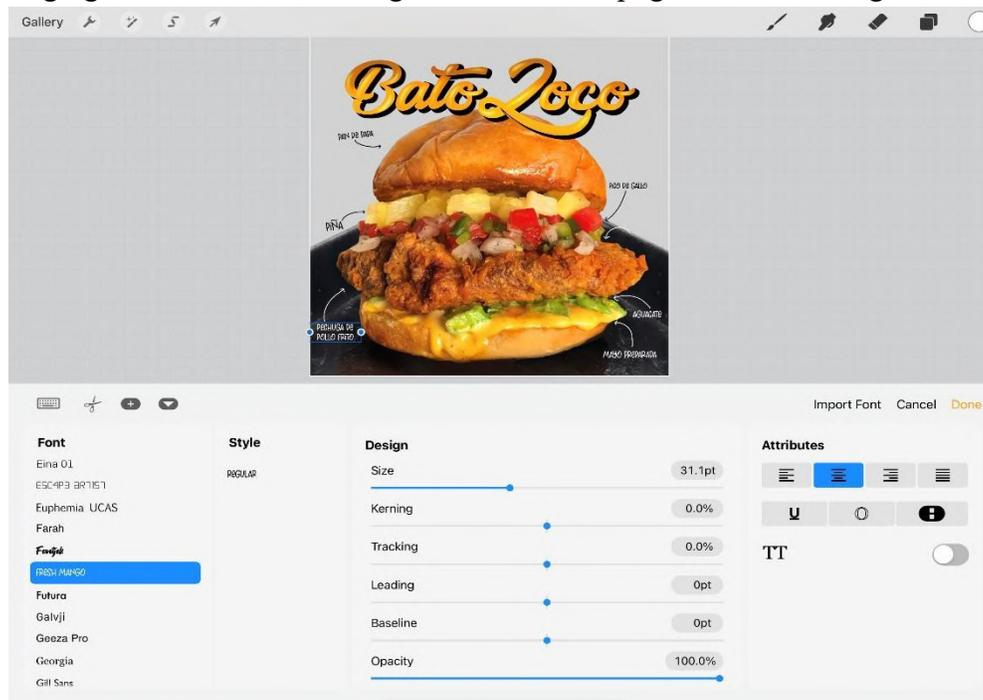 Gallery
Bato Loco
PAN DE PAPA
PICO DE GALLO
PIÑA
AGUACATE
PECHUGA DE
POLLO FRITO
MAYO PREPARADA
Import Font Cancel Done
Font
Eina 01
ESC4P3 ARTIST
Euphemia UCAS
Farah
FRESH MANGO
Futura
Galvji
Geeza Pro
Georgia
Gill Sans
Style
REGULAR
Design
Size 31.1pt
Kerning 0.0%
Tracking 0.0%
Leading 0pt
Baseline 0pt
Opacity 100.0%
Attributes
U O
TT